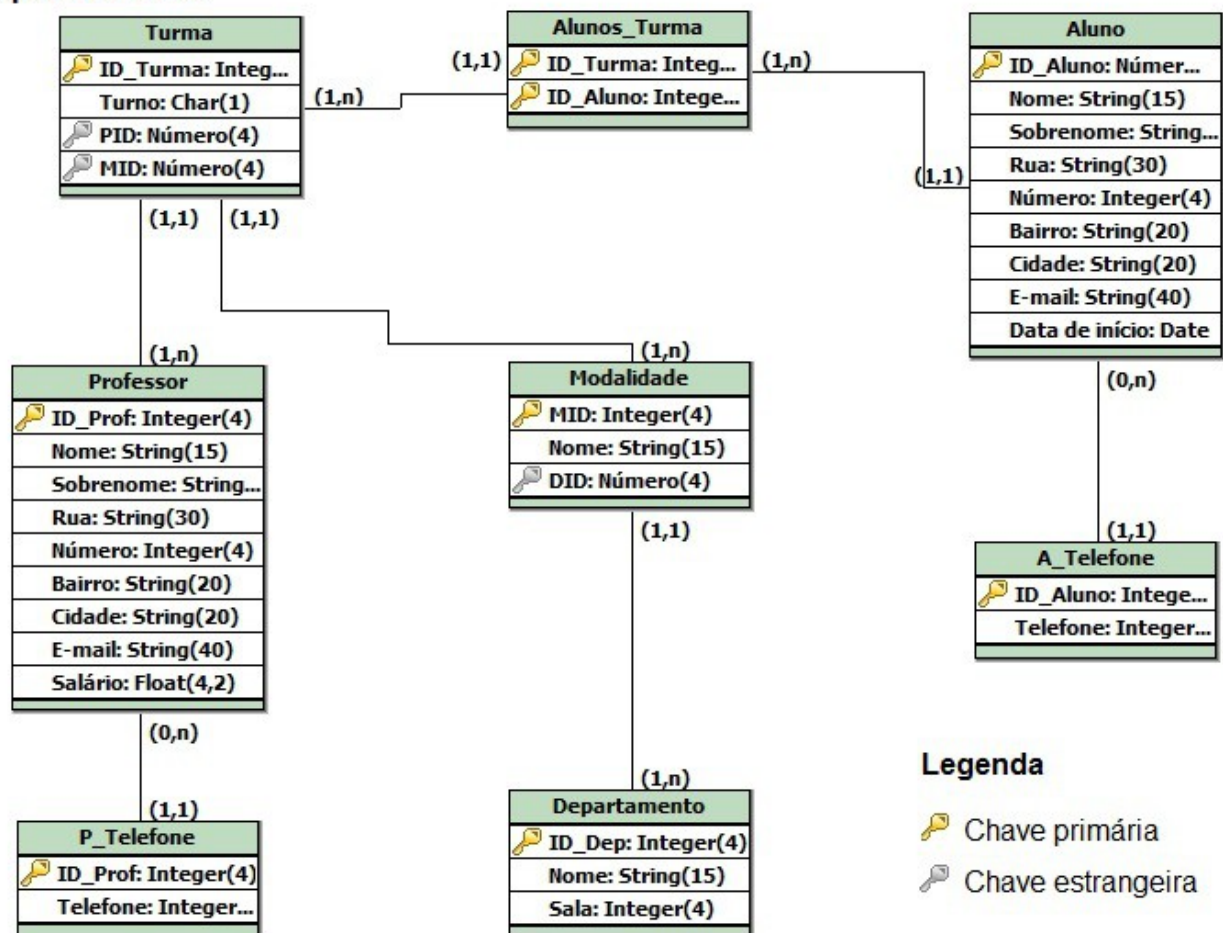 Turma
ID_Turma: Integ...
Turno: Char(1)
PID: Número(4)
MID: Número(4)
(1,n)
(1,1)
(1,1)
Alunos_Turma
(1,1)
ID_Turma: Integ...
ID_Aluno: Intege...
(1,n)
Aluno
ID_Aluno: Númer...
Nome: String(15)
Sobrenome: String...
Rua: String(30)
Número: Integer(4)
Bairro: String(20)
Cidade: String(20)
E-mail: String(40)
Data de início: Date
(1,1)
(0,n)
(1,n)
Professor
ID_Prof: Integer(4)
Nome: String(15)
Sobrenome: String...
Rua: String(30)
Número: Integer(4)
Bairro: String(20)
Cidade: String(20)
E-mail: String(40)
Salário: Float(4,2)
(0,n)
(1,n)
Modalidade
MID: Integer(4)
Nome: String(15)
DID: Número(4)
(1,1)
(1,1)
A_Telefone
ID_Aluno: Intege...
Telefone: Integer...
(1,1)
P_Telefone
ID_Prof: Integer(4)
Telefone: Integer...
(1,n)
Departamento
ID_Dep: Integer(4)
Nome: String(15)
Sala: Integer(4)
Legenda
Chave primária
Chave estrangeira